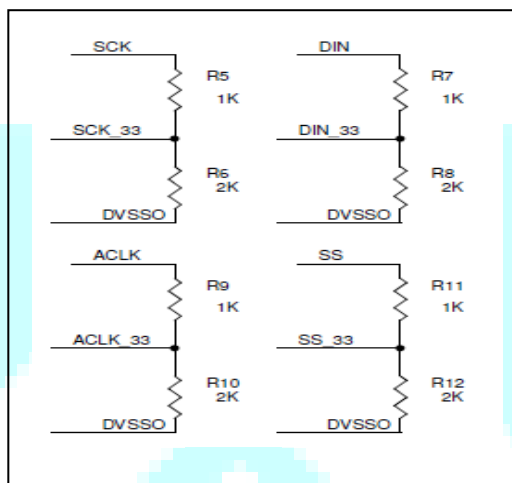 SCK
R5
1K
SCK_33
R6
2K
DVSSO
DIN
R7
1K
DIN_33
R8
2K
DVSSO
ACLK
R9
1K
ACLK_33
R10
2K
DVSSO
SS
R11
1K
SS_33
R12
2K
DVSSO